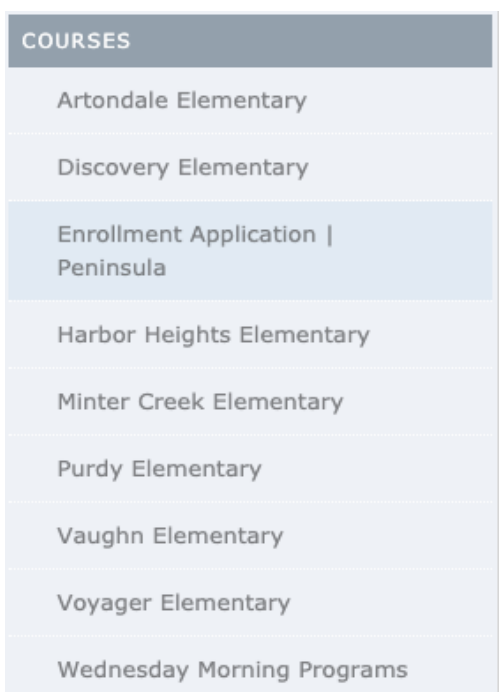 COURSES
Artondale Elementary
Discovery Elementary
Enrollment Application |
Peninsula
Harbor Heights Elementary
Minter Creek Elementary
Purdy Elementary
Vaughn Elementary
Voyager Elementary
Wednesday Morning Programs